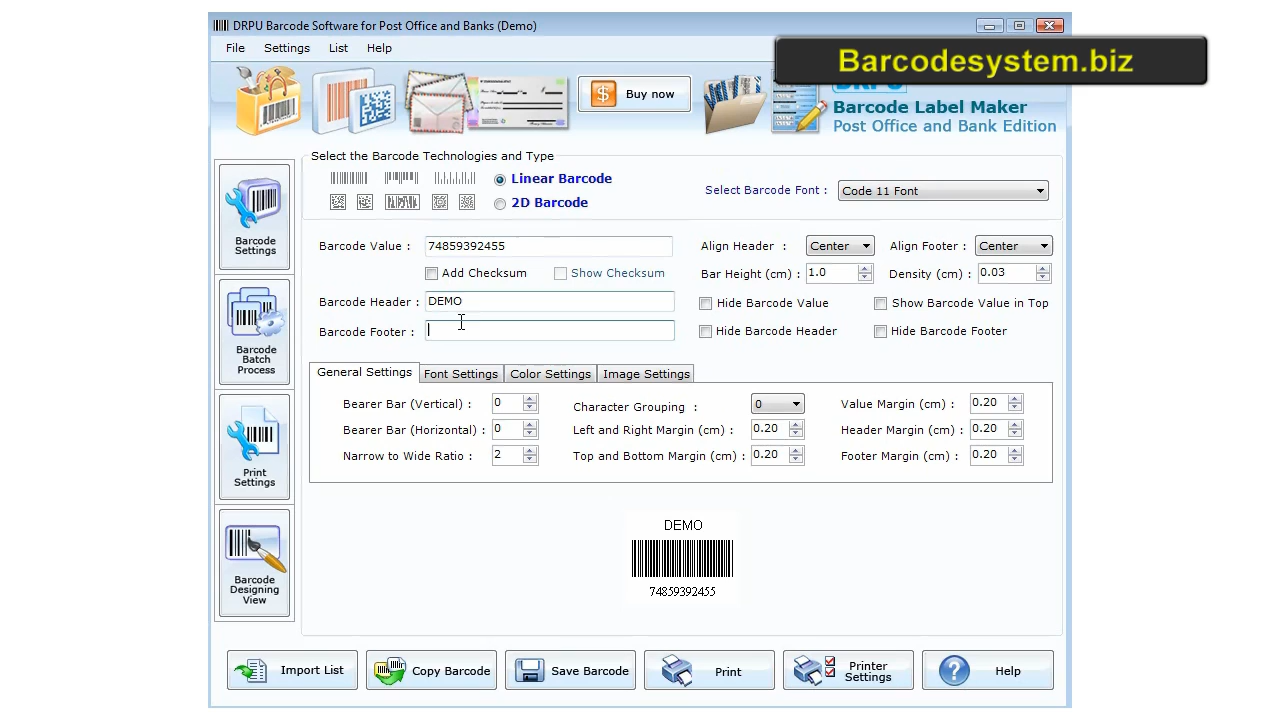 DRPU Barcode Software for Post Office and Banks (Demo)
File Settings List Help
Barcodesystem.biz
Buy now
DRPU
Barcode Label Maker
Post Office and Bank Edition
Select the Barcode Technologies and Type
Linear Barcode
2D Barcode
Select Barcode Font : Code 11 Font
Barcode Settings
Barcode Value : 74859392455
Align Header : Center Align Footer : Center
Add Checksum Show Checksum
Bar Height (cm) : 1.0 Density (cm) : 0.03
Barcode Header : DEMO
Hide Barcode Value Show Barcode Value in Top
Barcode Footer :
Hide Barcode Header Hide Barcode Footer
Barcode Batch Process
General Settings Font Settings Color Settings Image Settings
Bearer Bar (Vertical) : 0 Character Grouping : 0 Value Margin (cm) : 0.20
Bearer Bar (Horizontal) : 0 Left and Right Margin (cm) : 0.20 Header Margin (cm) : 0.20
Narrow to Wide Ratio : 2 Top and Bottom Margin (cm) : 0.20 Footer Margin (cm) : 0.20
Print Settings
DEMO
74859392455
Barcode Designing View
Import List Copy Barcode Save Barcode Print Printer Settings Help